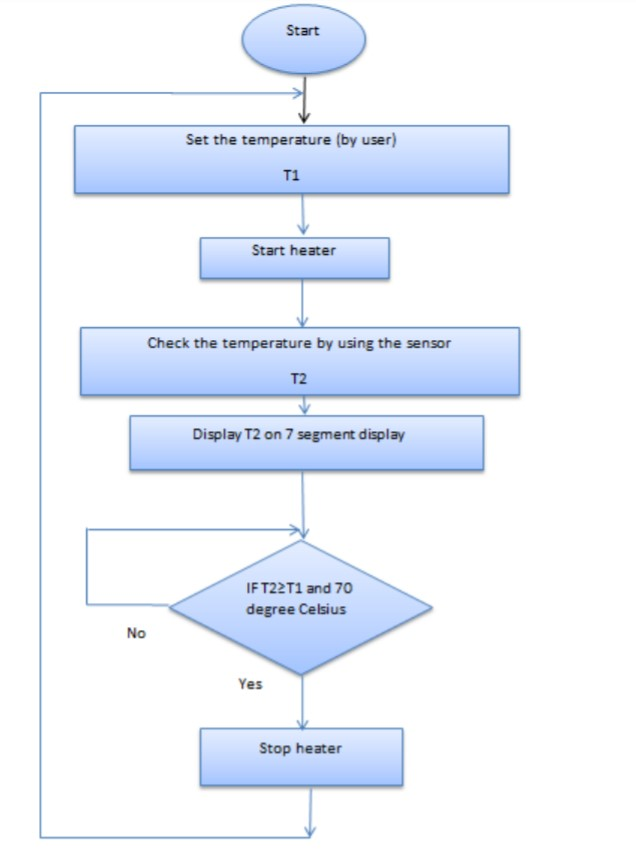 Start
Set the temperature (by user)
T1
Start heater
Check the temperature by using the sensor
T2
Display T2 on 7 segment display
IF T2≥T1 and 70
degree Celsius
No
Yes
Stop heater